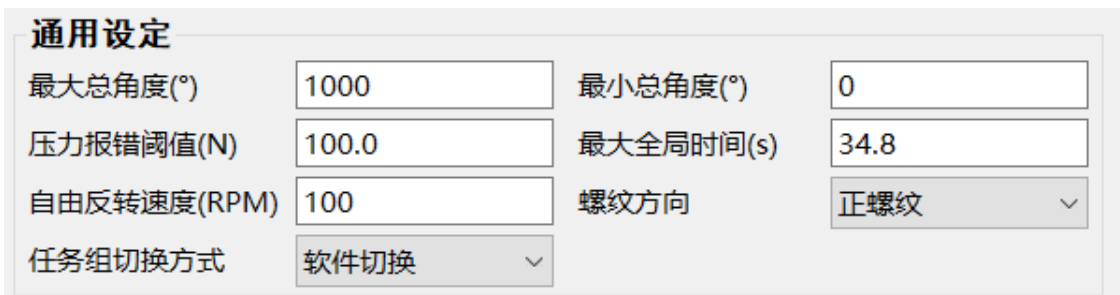 通用设定
最大总角度(°) 1000 最小总角度(°) 0
压力报错阈值(N) 100.0 最大全局时间(s) 34.8
自由反转速度(RPM) 100 螺纹方向 正螺纹
任务组切换方式 软件切换